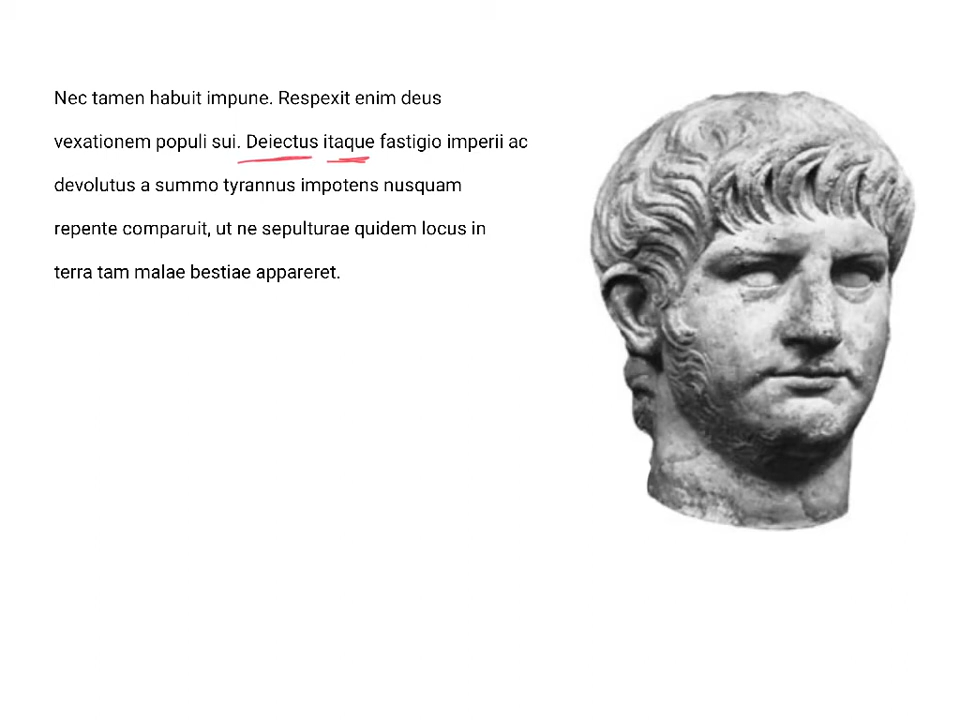 Nec tamen habuit impune. Respexit enim deus
vexationem populi sui. Deiectus itaque fastigio imperii ac
devolutus a summo tyrannus impotens nusquam
repente comparuit, ut ne sepulturae quidem locus in
terra tam malae bestiae appareret.